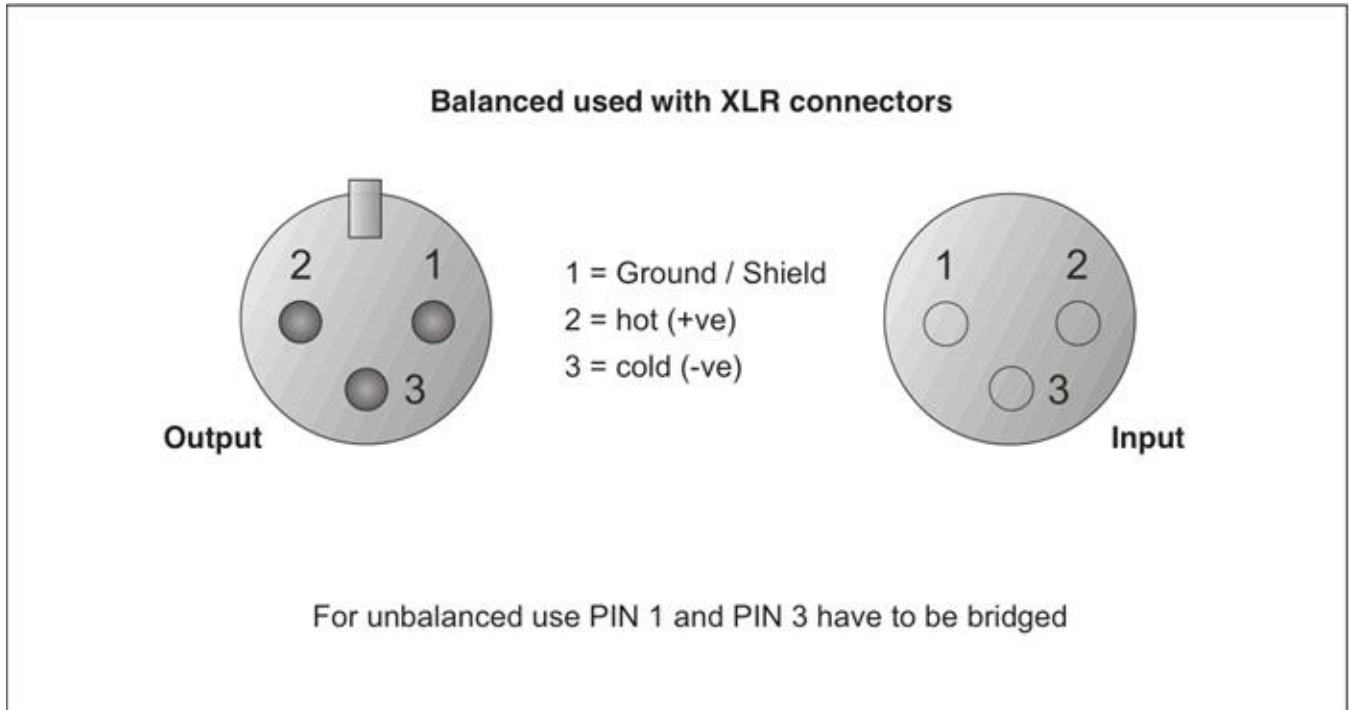 Balanced used with XLR connectors
2 1
3
Output
1 = Ground / Shield
2 = hot (+ve)
3 = cold (-ve)
1 2
3
Input
For unbalanced use PIN 1 and PIN 3 have to be bridged